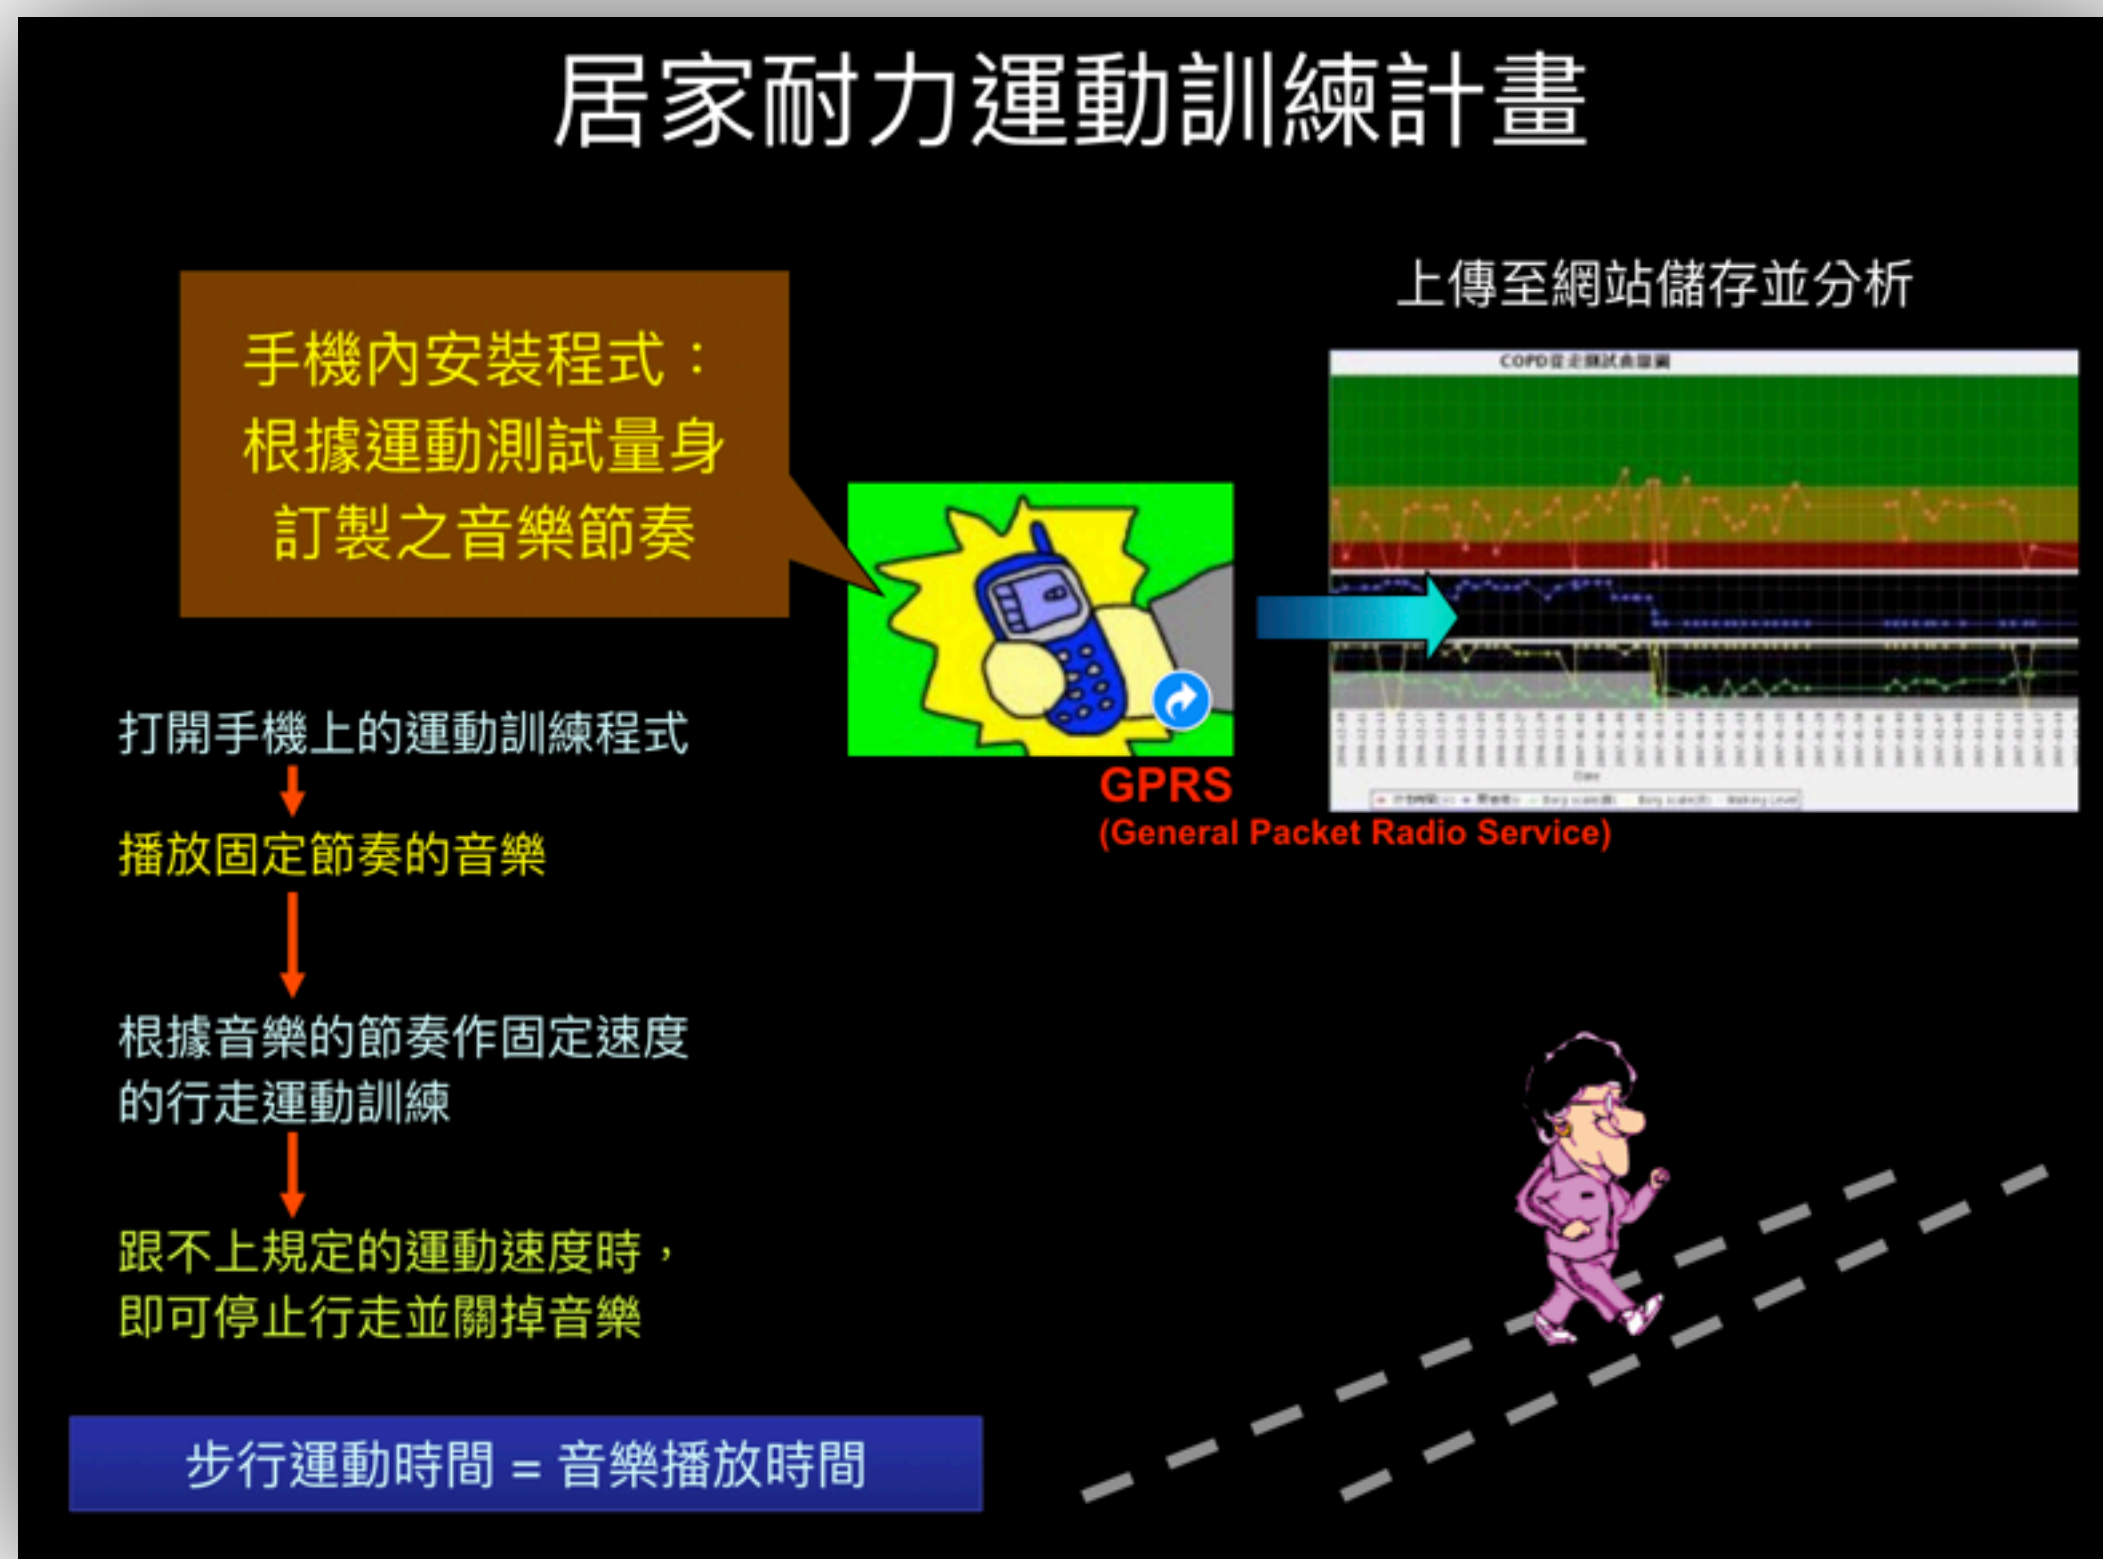 居家耐力運動訓練計畫
手機內安裝程式：
根據運動測試量身
訂製之音樂節奏
上傳至網站儲存並分析
Date
GPRS
(General Packet Radio Service)
打開手機上的運動訓練程式
播放固定節奏的音樂
根據音樂的節奏作固定速度
的行走運動訓練
跟不上規定的運動速度時，
即可停止行走並關掉音樂
步行運動時間 = 音樂播放時間